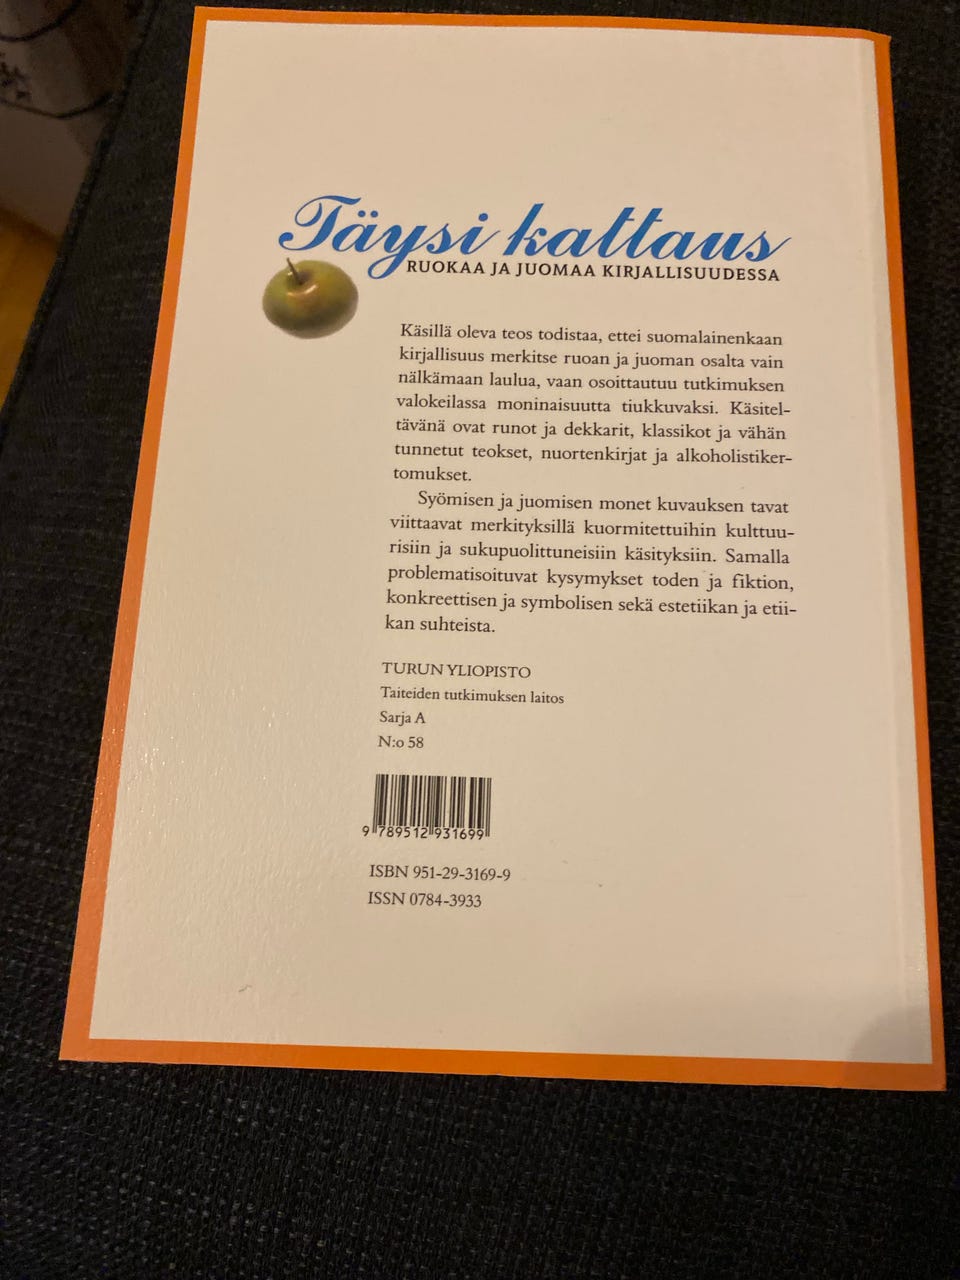 Täysi kattaus
RUOKAA JA JUOMAA KIRJALLISUUDESSA
Käsillä oleva teos todistaa, ettei suomalainenkaan
kirjallisuus merkitse ruoan ja juoman osalta vain
nälkämaan laulua, vaan osoittautuu tutkimuksen
valokeilassa moninaisuutta tiukkuvaksi. Käsitel-
tävänä ovat runot ja dekkarit, klassikot ja vähän
tunnetut teokset, nuortenkirjat ja alkoholistiker-
tomukset.
Syömisen ja juomisen monet kuvauksen tavat
viittaavat merkityksillä kuormitettuihin kulttuu-
risiin ja sukupuolittuneisiin käsityksiin. Samalla
problematisoituvat kysymykset toden ja fiktion,
konkreettisen ja symbolisen sekä estetiikan ja etii-
kan suhteista.
TURUN YLIOPISTO
Taiteiden tutkimuksen laitos
Sarja A
N:o 58
9 789512 931699
ISBN 951-29-3169-9
ISSN 0784-3933